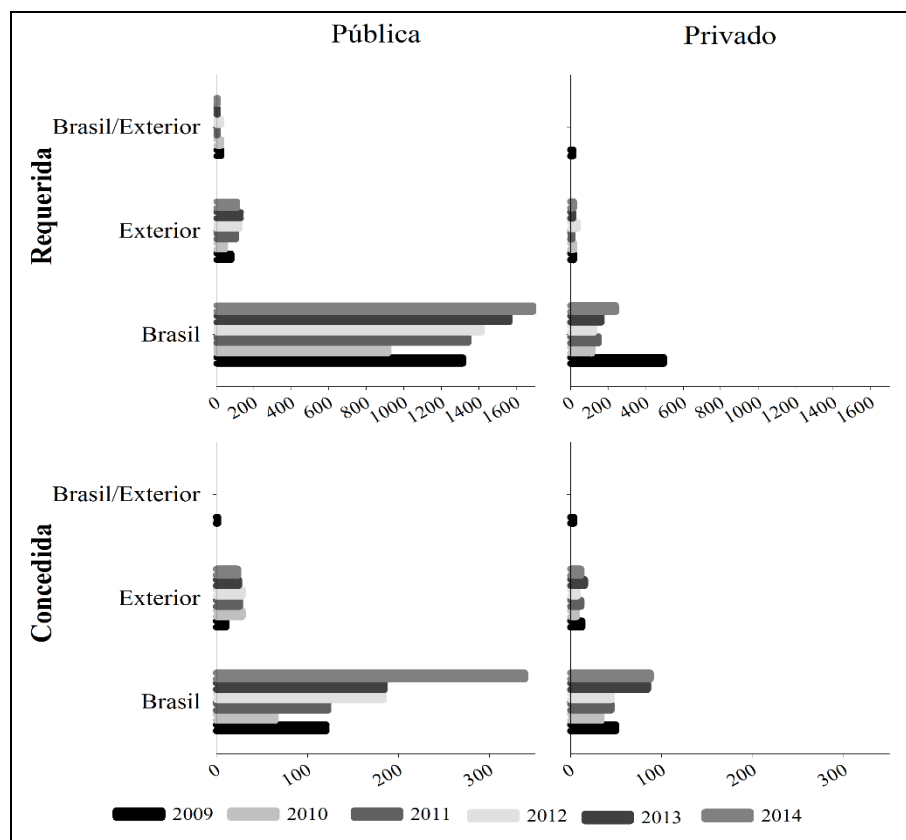 Pública Privado
Requerida
Brasil/Exterior
Exterior
Brasil
0 200 400 600 800 1000 1200 1400 1600 0 200 400 600 800 1000 1200 1400 1600
Concedida
Brasil/Exterior
Exterior
Brasil
0 100 200 300 0 100 200 300
2009 2010 2011 2012 2013 2014